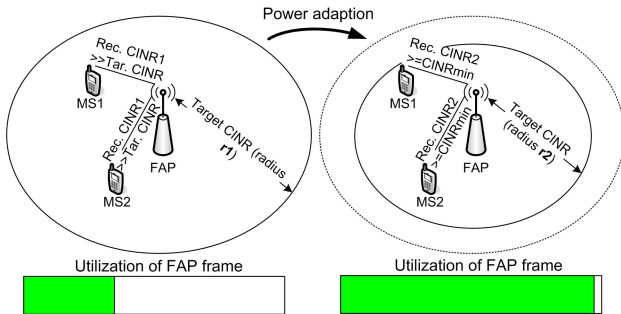 Power adaption
Rec. CINR1
>>Tar. CINR
MS1
Rec. CINR1
>>Tar. CINR
MS2
FAP
Target CINR (radius
r1)
Utilization of FAP frame
Rec. CINR2
>=CINRmin
MS1
Rec. CINR2
>=CINRmin
MS2
FAP
Target CINR
(radius r2)
Utilization of FAP frame